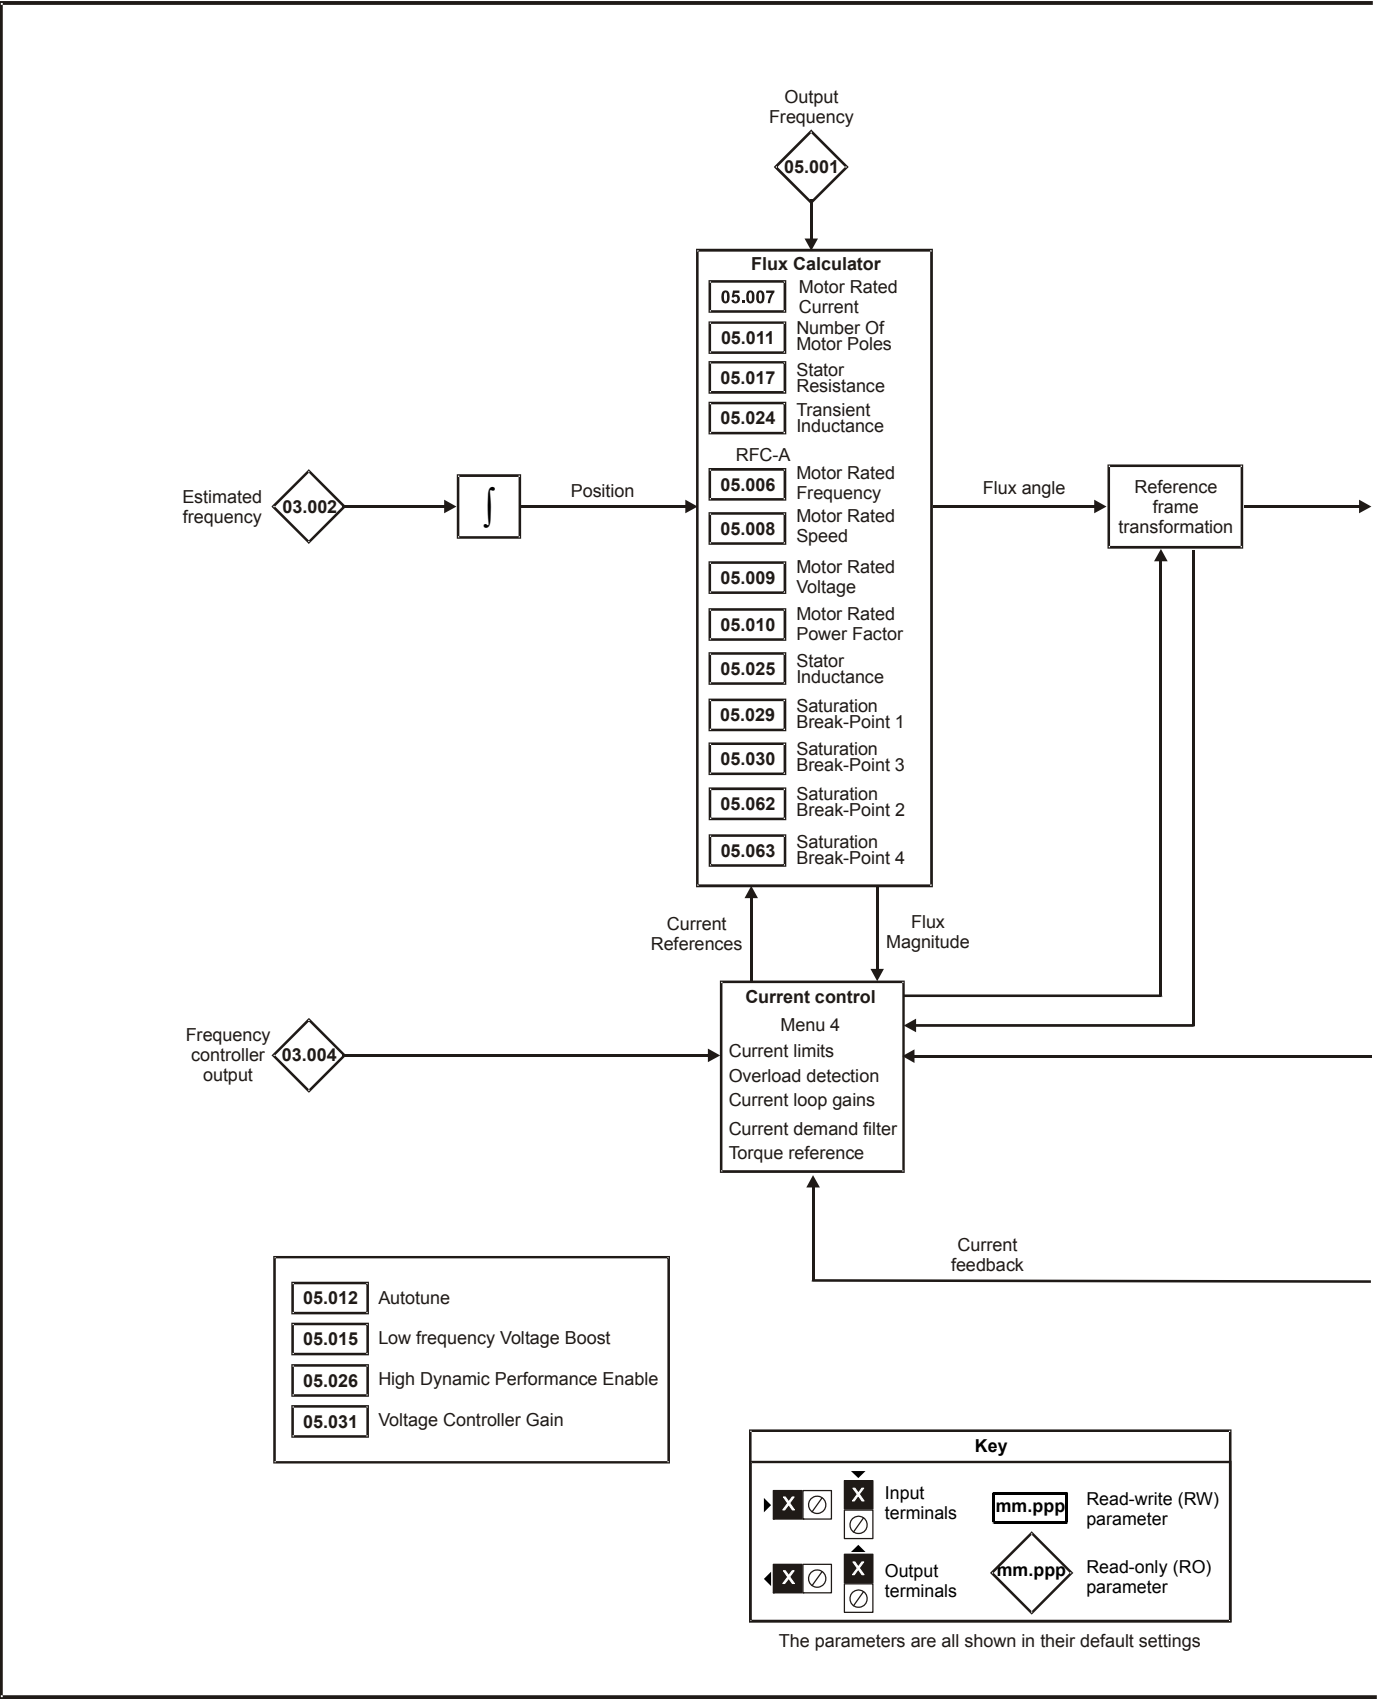 Output
Frequency
05.001
Flux Calculator
05.007 Motor Rated
Current
05.011 Number Of
Motor Poles
05.017 Stator
Resistance
05.024 Transient
Inductance
RFC-A
05.006 Motor Rated
Frequency
05.008 Motor Rated
Speed
05.009 Motor Rated
Voltage
05.010 Motor Rated
Power Factor
05.025 Stator
Inductance
05.029 Saturation
Break-Point 1
05.030 Saturation
Break-Point 3
05.062 Saturation
Break-Point 2
05.063 Saturation
Break-Point 4
Estimated
frequency
03.002
∫
Position
Flux angle
Reference
frame
transformation
Current
References
Flux
Magnitude
Frequency
controller
output
03.004
Current control
Menu 4
Current limits
Overload detection
Current loop gains
Current demand filter
Torque reference
Current
feedback
05.012 Autotune
05.015 Low frequency Voltage Boost
05.026 High Dynamic Performance Enable
05.031 Voltage Controller Gain
Key
X
X
Input
terminals
mm.ppp
Read-write (RW)
parameter
X
X
Output
terminals
mm.ppp
Read-only (RO)
parameter
The parameters are all shown in their default settings